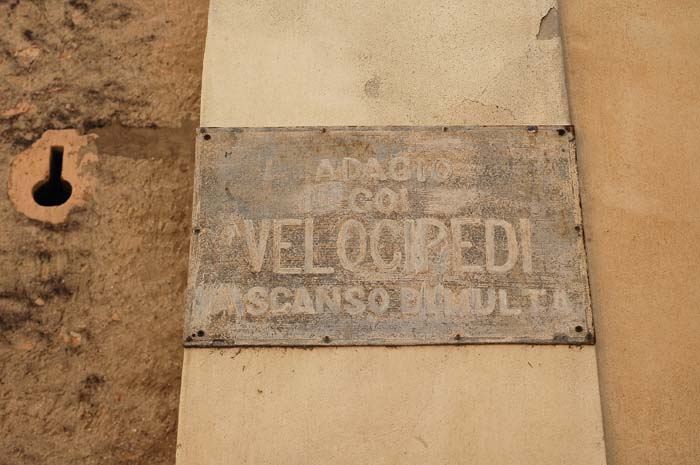 ADAGIO
COI
VELOCIPEDI
A SCANSO DI MULTA